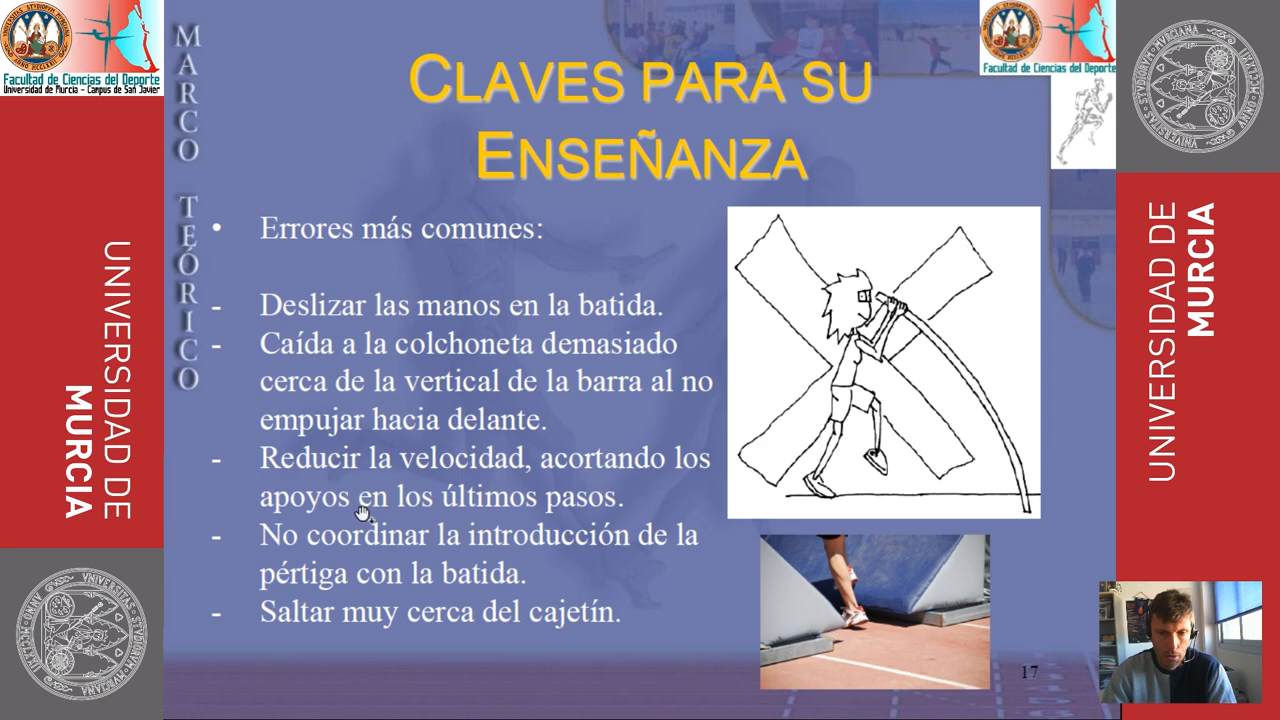 Facultad de Ciencias del Deporte
Universidad de Murcia - Campus de San Javier
UNIVERSIDAD DE
MURCIA
MARCO TEÓRICO
CLAVES PARA SU
ENSEÑANZA
• Errores más comunes:
- Deslizar las manos en la batida.
- Caída a la colchoneta demasiado
cerca de la vertical de la barra al no
empujar hacia delante.
- Reducir la velocidad, acortando los
apoyos en los últimos pasos.
- No coordinar la introducción de la
pértiga con la batida.
- Saltar muy cerca del cajetín.
17
Facultad de Ciencias del Deporte
UNIVERSIDAD DE
MURCIA